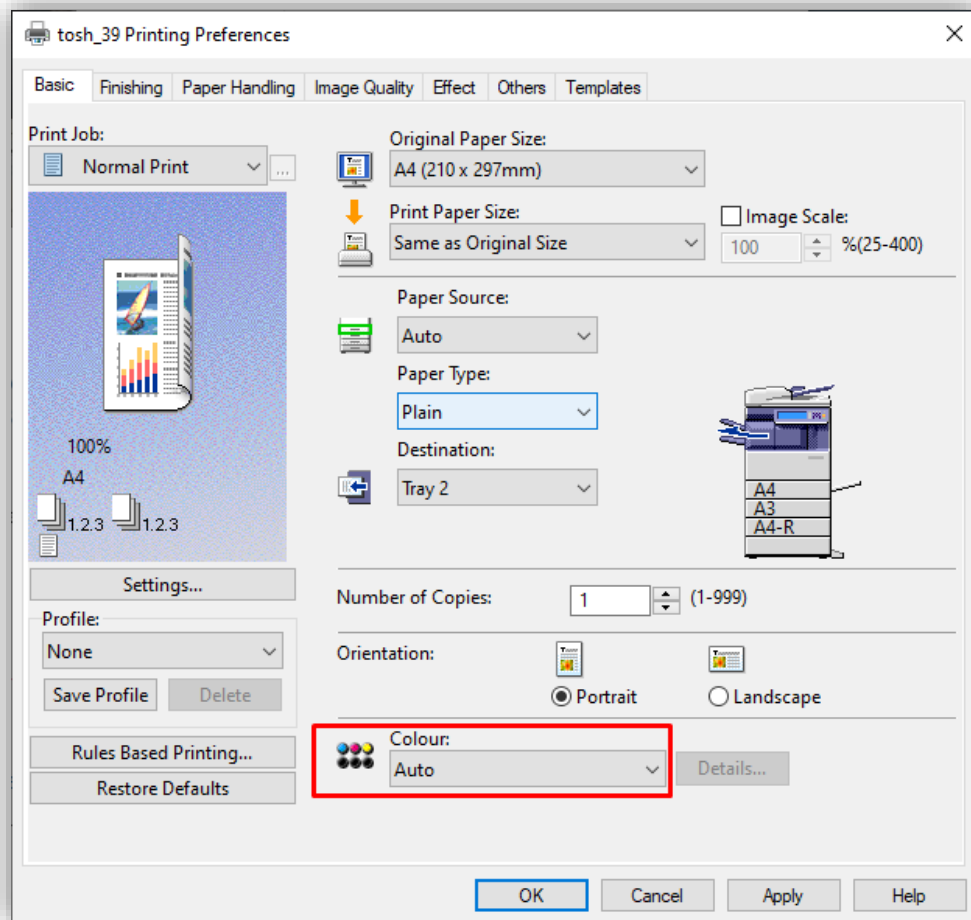 tosh_39 Printing Preferences
Basic Finishing Paper Handling Image Quality Effect Others Templates
Print Job:
Normal Print
...
100%
A4
1.2.3 1.2.3
Settings...
Profile:
None
Save Profile Delete
Rules Based Printing...
Restore Defaults
Original Paper Size:
A4 (210 x 297mm)
Print Paper Size:
Same as Original Size
Image Scale:
100 %(25-400)
Paper Source:
Auto
Paper Type:
Plain
Destination:
Tray 2
A4
A3
A4-R
Number of Copies: 1 (1-999)
Orientation:
Portrait Landscape
Colour:
Auto
Details...
OK Cancel Apply Help